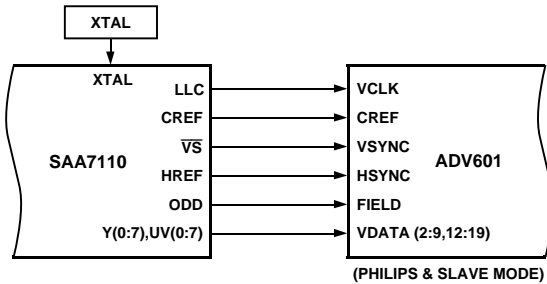 XTAL
XTAL
LLC VCLK
CREF CREF
V̅S̅ VSYNC
SAA7110 ADV601
HREF HSYNC
ODD FIELD
Y(0:7),UV(0:7) VDATA (2:9,12:19)
(PHILIPS & SLAVE MODE)